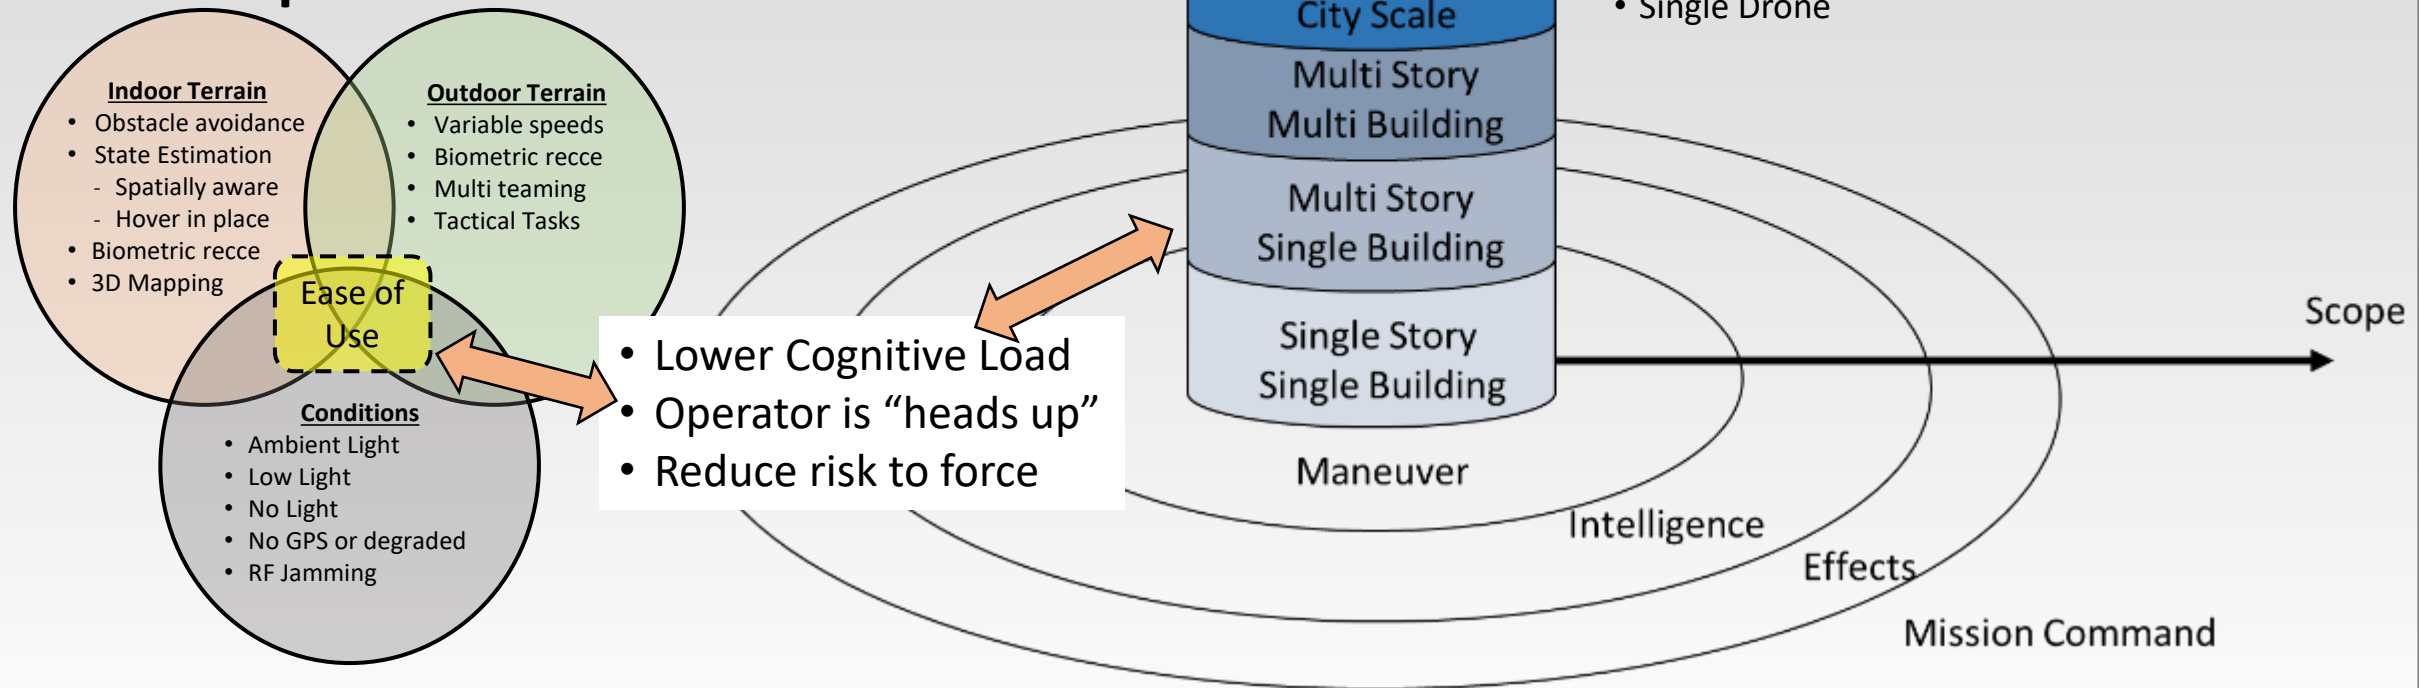 Indoor Terrain
• Obstacle avoidance
• State Estimation
- Spatially aware
- Hover in place
• Biometric recce
• 3D Mapping
Outdoor Terrain
• Variable speeds
• Biometric recce
• Multi teaming
• Tactical Tasks
Ease of
Use
Conditions
• Ambient Light
• Low Light
• No Light
• No GPS or degraded
• RF Jamming
• Lower Cognitive Load
• Operator is “heads up”
• Reduce risk to force
City Scale
Multi Story
Multi Building
Multi Story
Single Building
Single Story
Single Building
Maneuver
Intelligence
Effects
Mission Command
Scope
• Single Drone